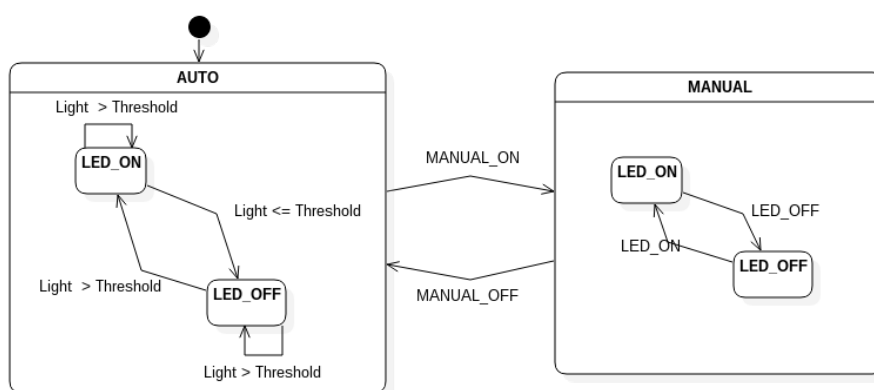 AUTO
MANUAL
Light > Threshold
LED_ON
MANUAL_ON
LED_ON
Light <= Threshold
LED_OFF
LED_ON
LED_OFF
Light > Threshold
LED_OFF
MANUAL_OFF
Light > Threshold